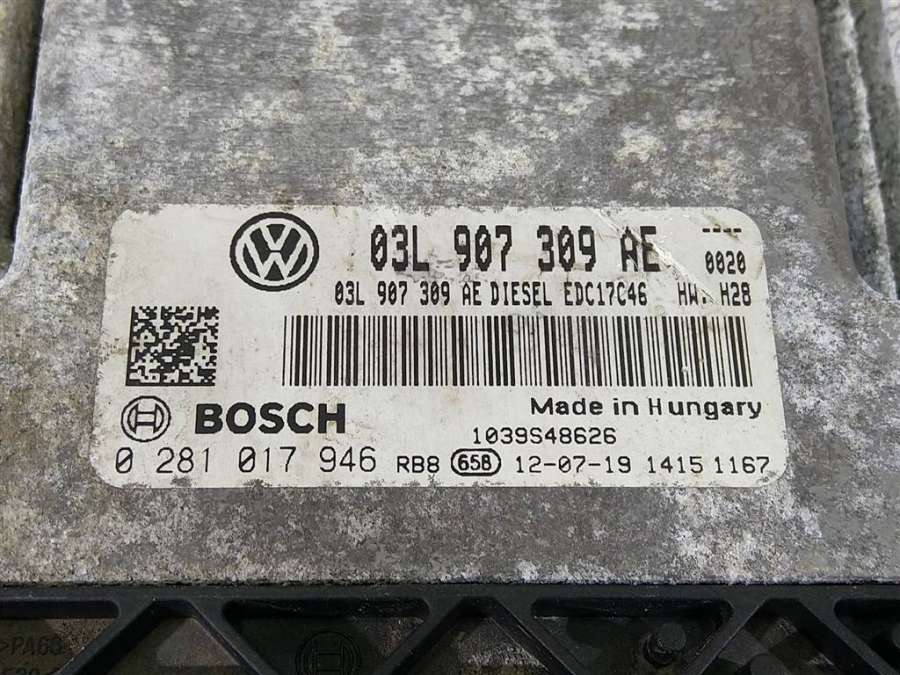 03L 907 309 AE ----
0020
03L 907 309 AE DIESEL EDC17C46 HW: H28
BOSCH
Made in Hungary
1039S48626
0 281 017 946 RB8 658 12-07-19 1415 1167
>PA66